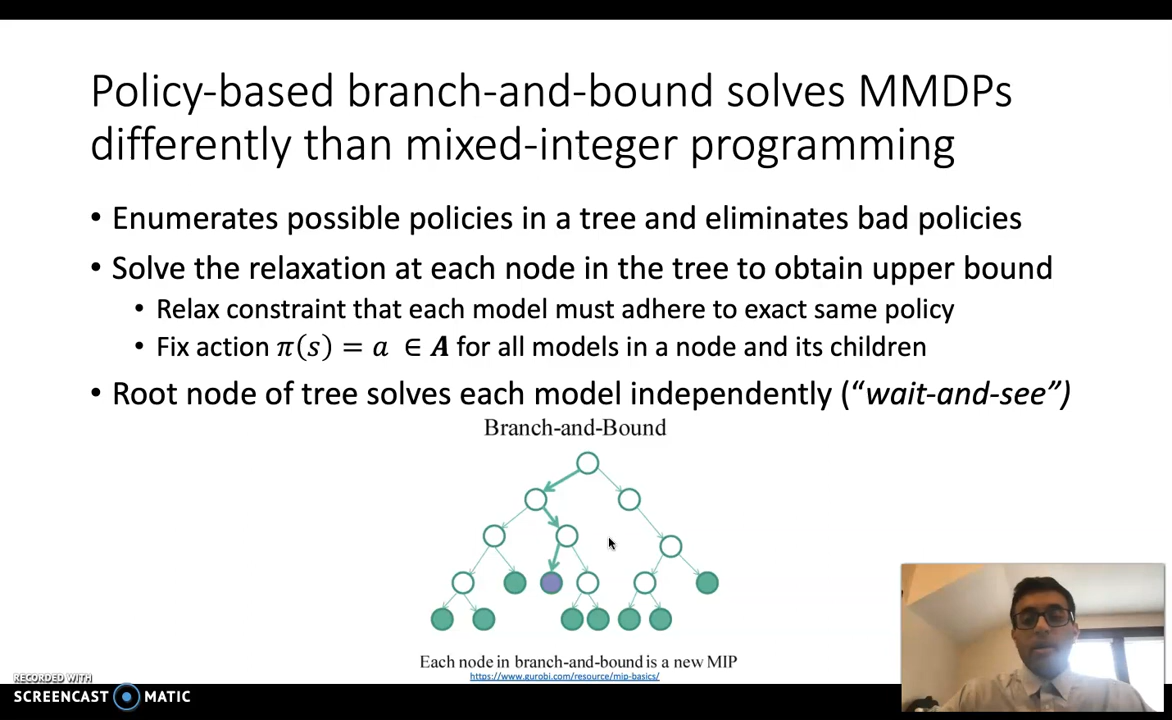 Policy-based branch-and-bound solves MMDPs
differently than mixed-integer programming
• Enumerates possible policies in a tree and eliminates bad policies
• Solve the relaxation at each node in the tree to obtain upper bound
• Relax constraint that each model must adhere to exact same policy
• Fix action π(s) = a ∈ A for all models in a node and its children
• Root node of tree solves each model independently (“wait-and-see”)
Branch-and-Bound
Each node in branch-and-bound is a new MIP
https://www.gurobi.com/resource/mip-basics/
RECORDED WITH
SCREENCAST MATIC